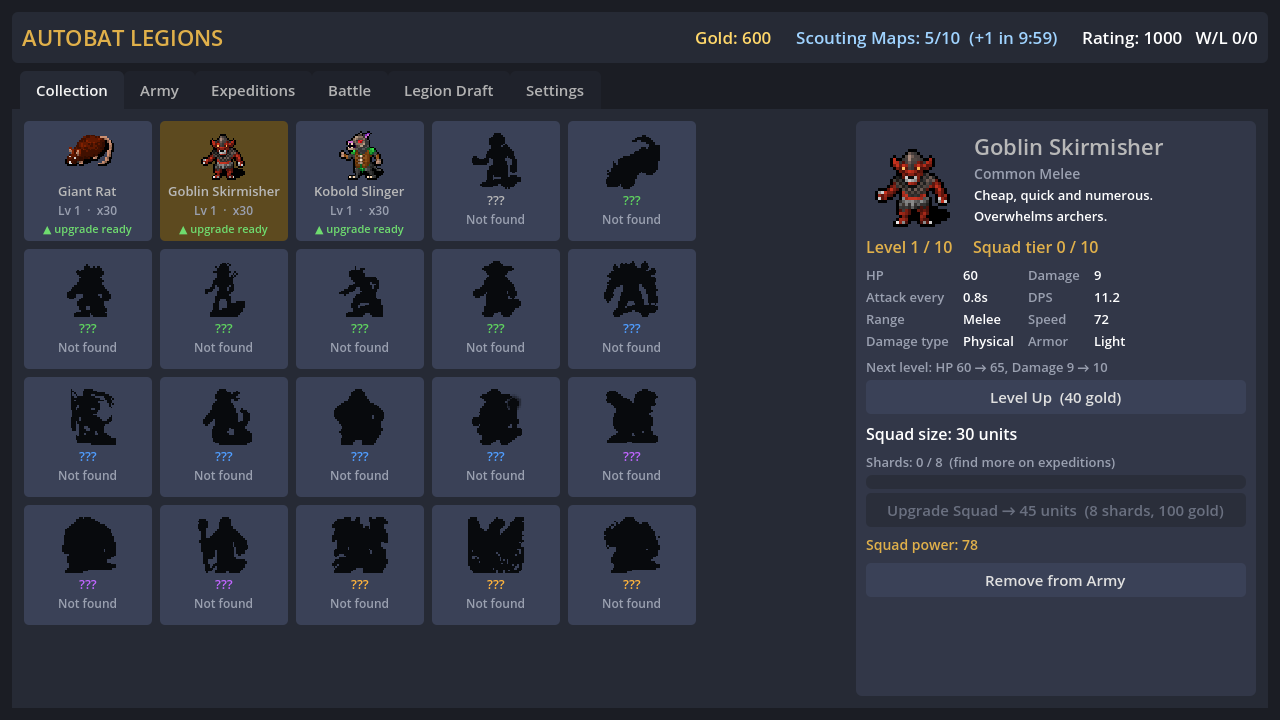 AUTOBAT LEGIONS
Gold: 600
Scouting Maps: 5/10 (+1 in 9:59)
Rating: 1000 W/L 0/0
Collection
Army
Expeditions
Battle
Legion Draft
Settings
Giant Rat
Lv 1 · x30
▲ upgrade ready
Goblin Skirmisher
Lv 1 · x30
▲ upgrade ready
Kobold Slinger
Lv 1 · x30
▲ upgrade ready
???
Not found
???
Not found
???
Not found
???
Not found
???
Not found
???
Not found
???
Not found
???
Not found
???
Not found
???
Not found
???
Not found
???
Not found
???
Not found
???
Not found
???
Not found
???
Not found
???
Not found
Goblin Skirmisher
Common Melee
Cheap, quick and numerous.
Overwhelms archers.
Level 1 / 10 Squad tier 0 / 10
HP 60 Damage 9
Attack every 0.8s DPS 11.2
Range Melee Speed 72
Damage type Physical Armor Light
Next level: HP 60 → 65, Damage 9 → 10
Level Up (40 gold)
Squad size: 30 units
Shards: 0 / 8 (find more on expeditions)
Upgrade Squad → 45 units (8 shards, 100 gold)
Squad power: 78
Remove from Army